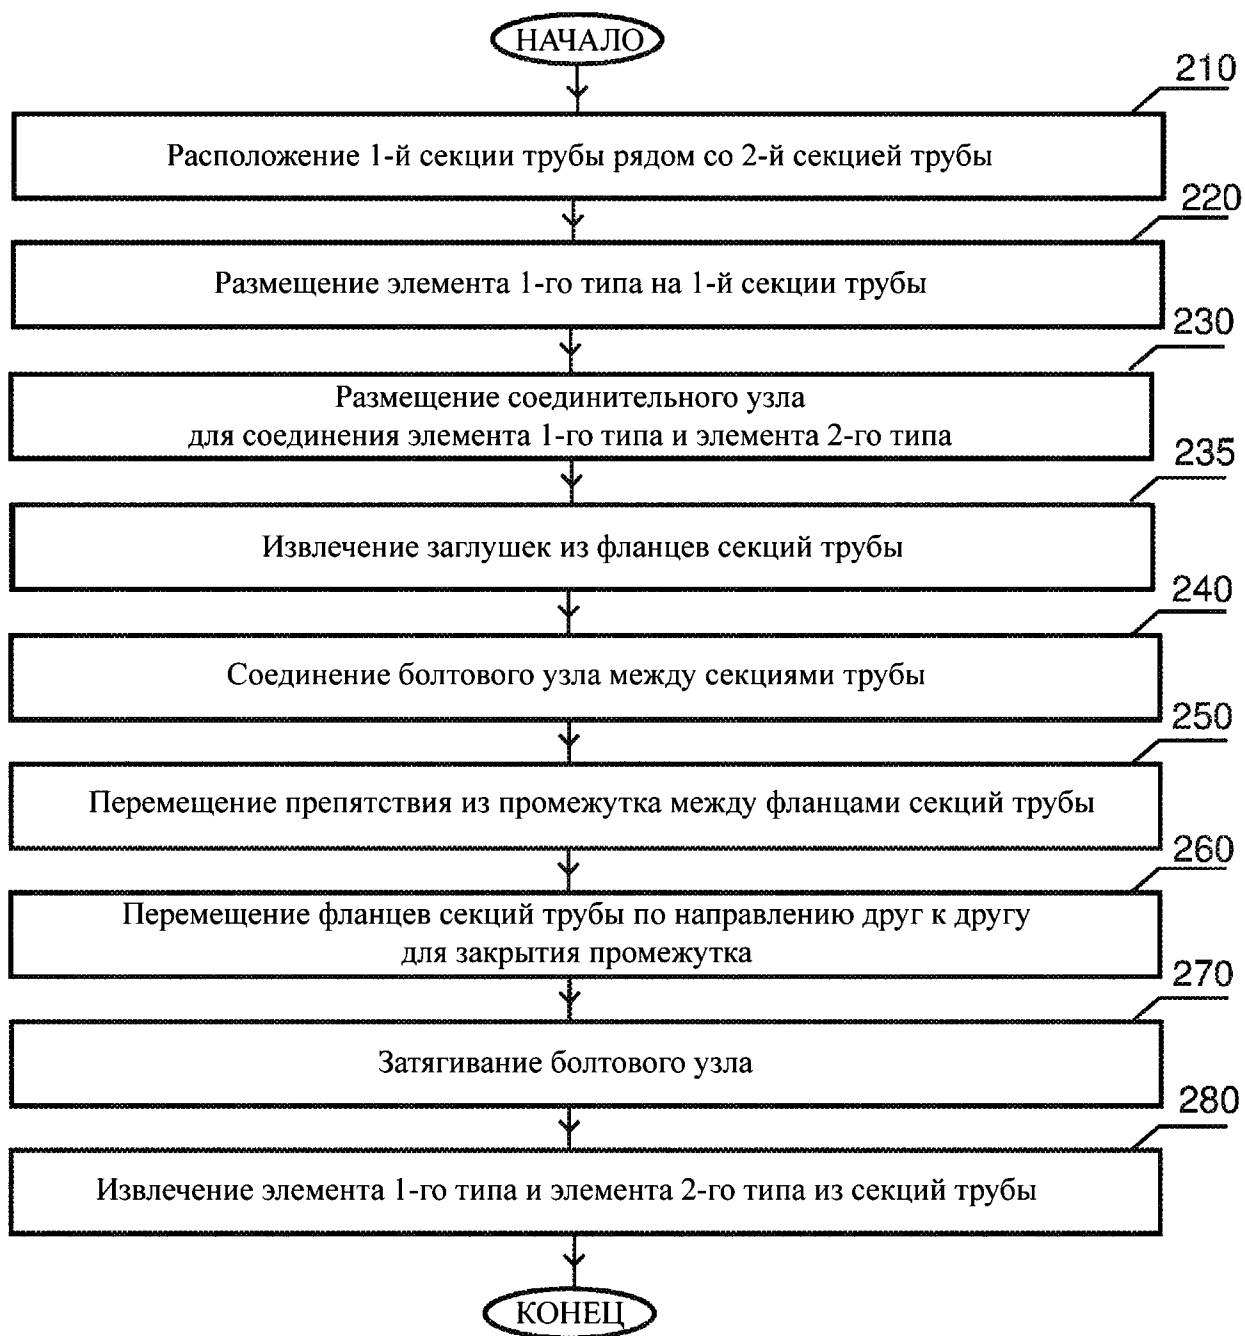 НАЧАЛО
210
Расположение 1-й секции трубы рядом со 2-й секцией трубы
220
Размещение элемента 1-го типа на 1-й секции трубы
230
Размещение соединительного узла
для соединения элемента 1-го типа и элемента 2-го типа
235
Извлечение заглушек из фланцев секций трубы
240
Соединение болтового узла между секциями трубы
250
Перемещение препятствия из промежутка между фланцами секций трубы
260
Перемещение фланцев секций трубы по направлению друг к другу
для закрытия промежутка
270
Затягивание болтового узла
280
Извлечение элемента 1-го типа и элемента 2-го типа из секций трубы
КОНЕЦ